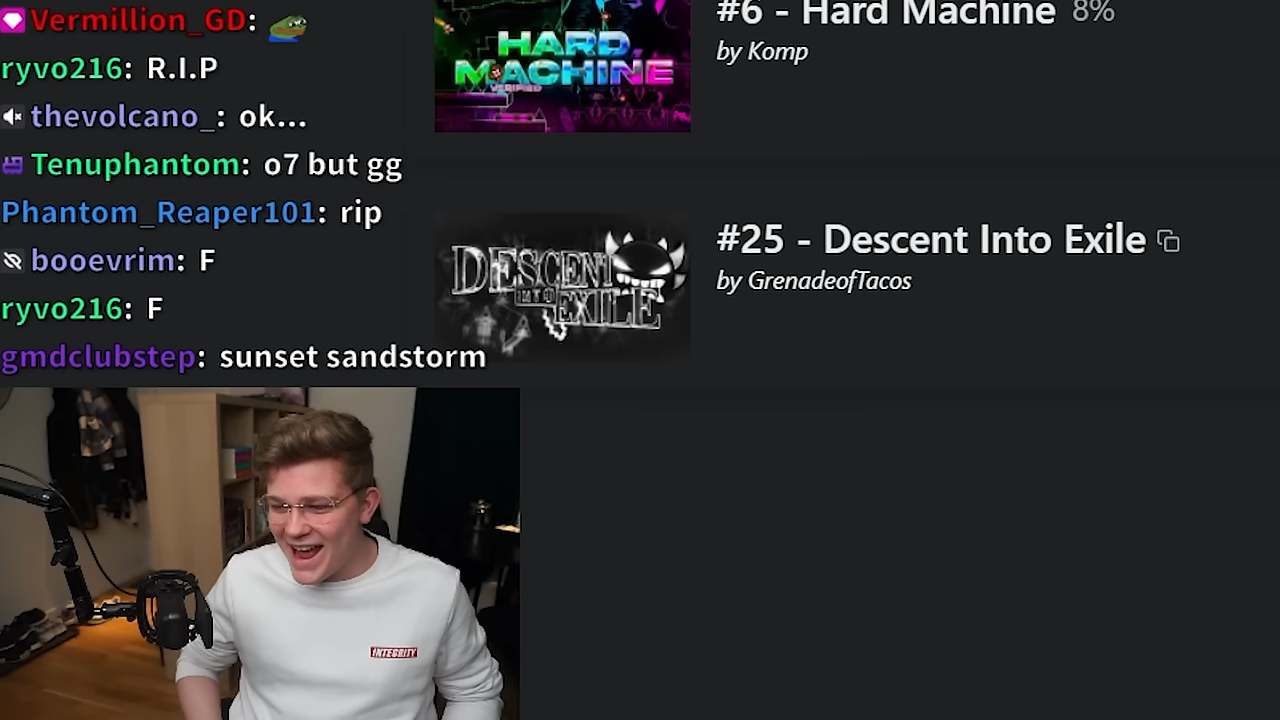 Vermillion_GD:
ryvo216: R.I.P
thevolcano_: ok...
Tenuphantom: o7 but gg
Phantom_Reaper101: rip
booevrim: F
ryvo216: F
gmdclubstep: sunset sandstorm
HARD
MACHINE
VERIFIED
#6 - Hard Machine 8%
by Komp
DESCENT
INTO
EXILE
#25 - Descent Into Exile
by GrenadeofTacos
INTEGRITY